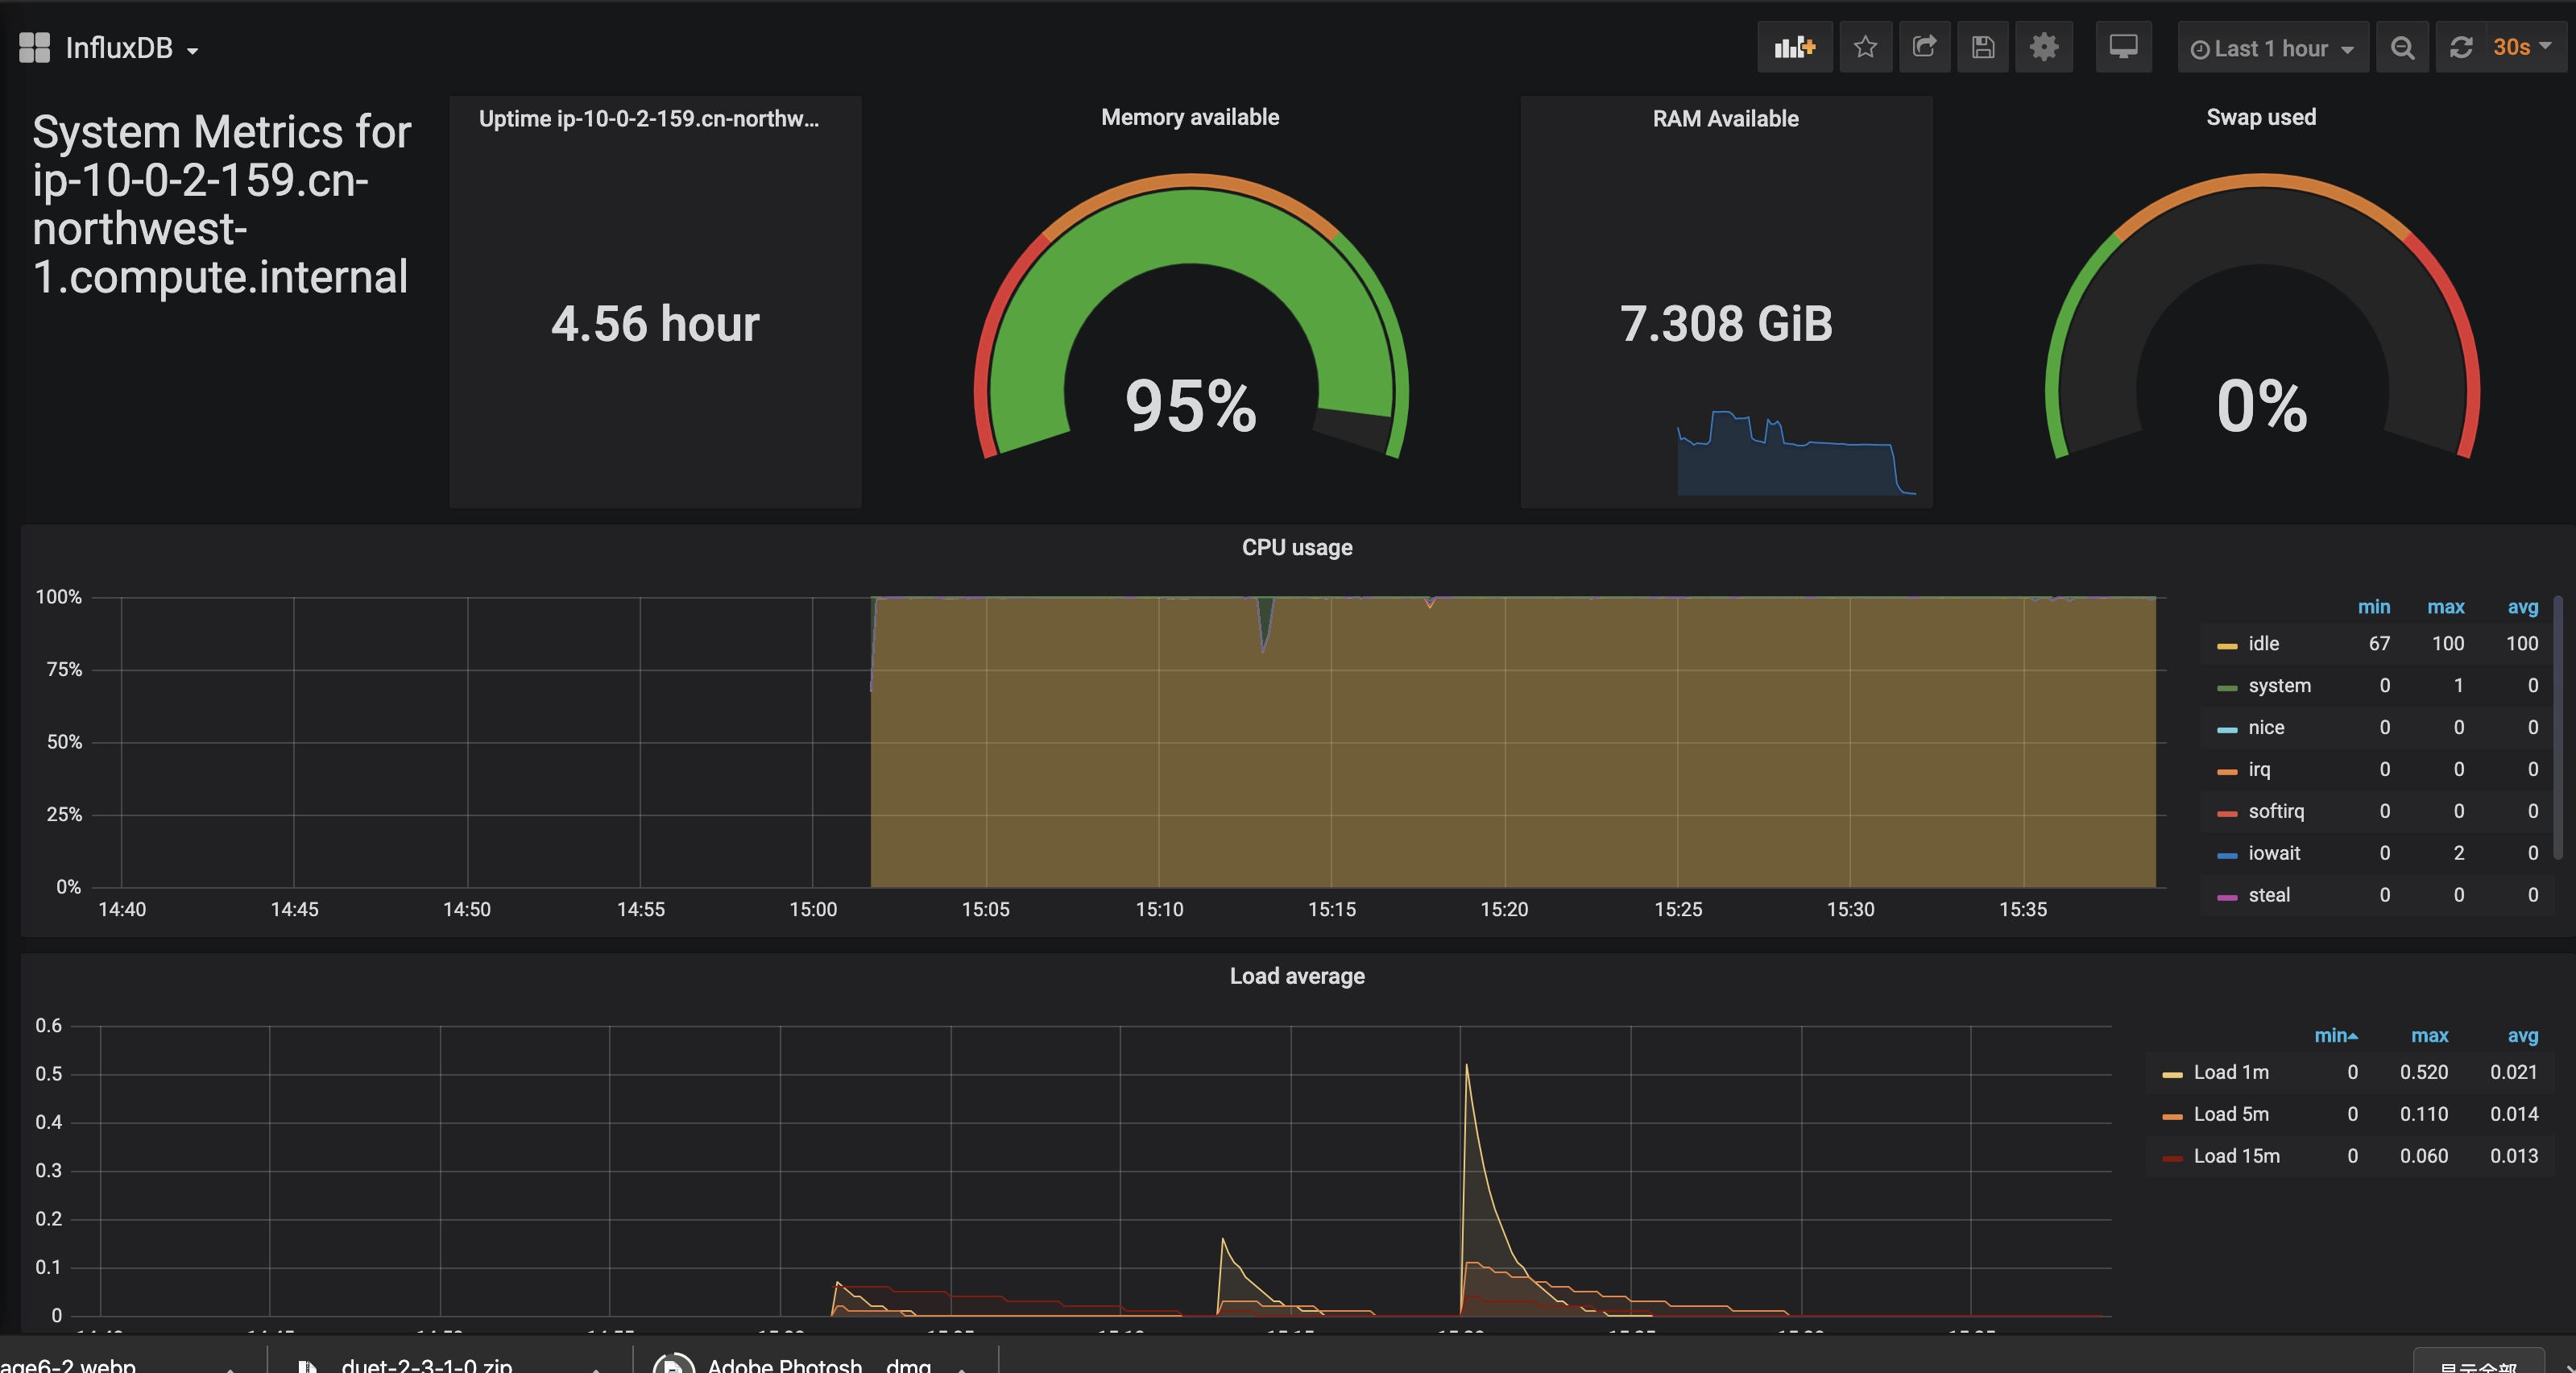 InfluxDB
Last 1 hour
30s
System Metrics for
ip-10-0-2-159.cn-
northwest-
1.compute.internal
Uptime ip-10-0-2-159.cn-northw...
4.56 hour
Memory available
95%
RAM Available
7.308 GiB
Swap used
0%
CPU usage
100%
75%
50%
25%
0%
14:40 14:45 14:50 14:55 15:00 15:05 15:10 15:15 15:20 15:25 15:30 15:35
min max avg
idle 67 100 100
system 0 1 0
nice 0 0 0
irq 0 0 0
softirq 0 0 0
iowait 0 2 0
steal 0 0 0
Load average
0.6
0.5
0.4
0.3
0.2
0.1
0
min max avg
Load 1m 0 0.520 0.021
Load 5m 0 0.110 0.014
Load 15m 0 0.060 0.013
age6-2.webp
duet-2-3-1-0.zip
Adobe Photosh....dmg
显示全部